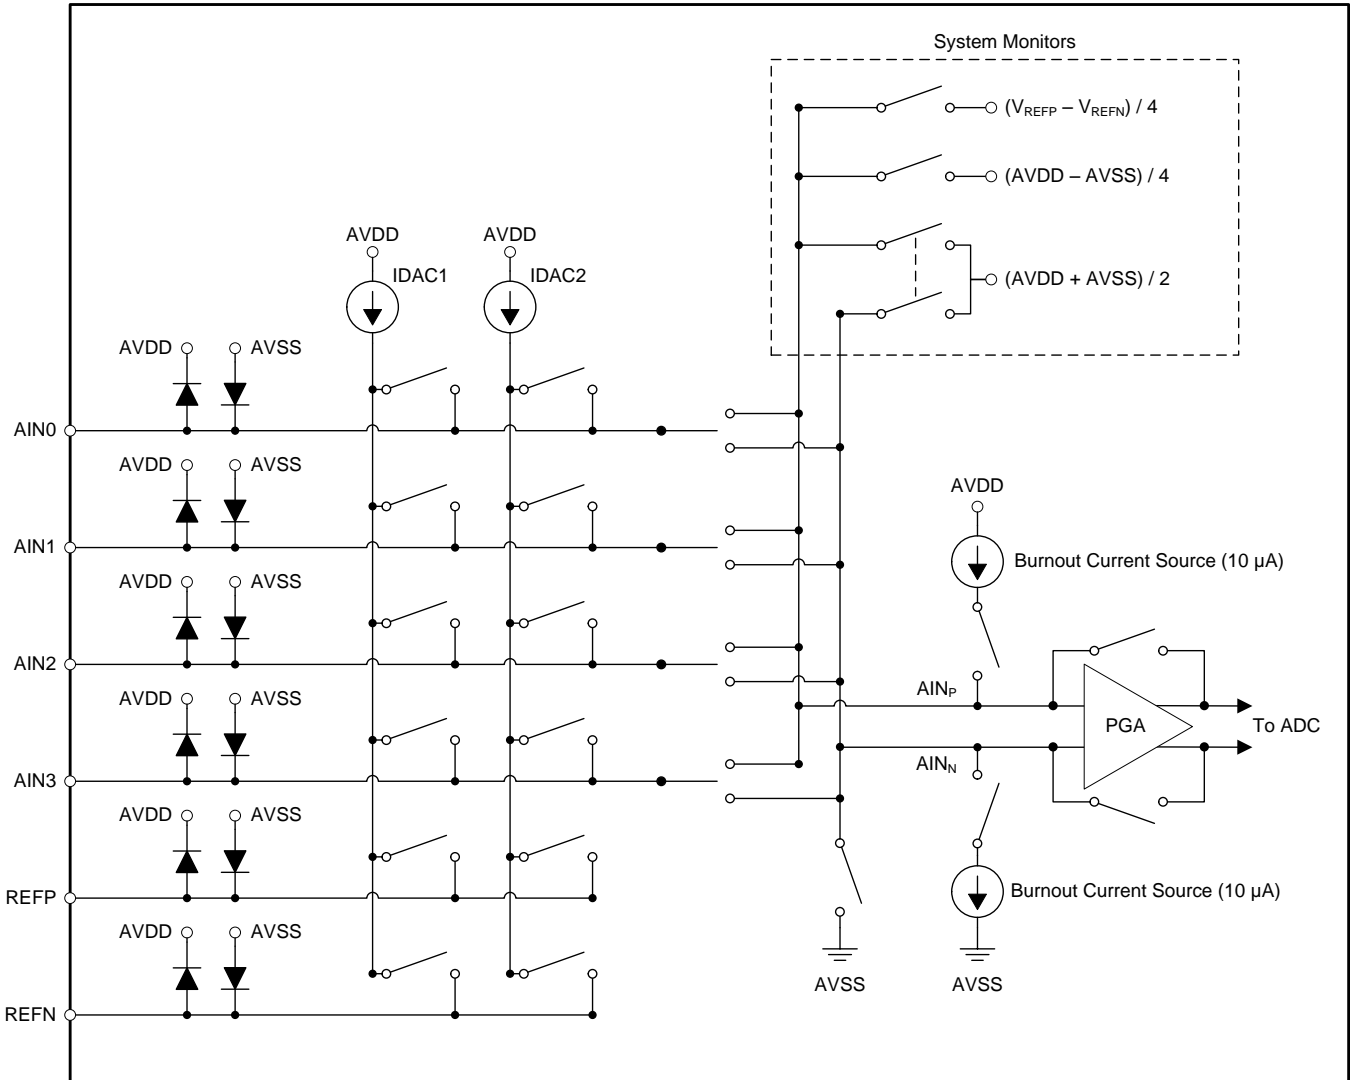 System Monitors
(VREFP – VREFN) / 4
(AVDD – AVSS) / 4
(AVDD + AVSS) / 2
AVDD
AVDD
IDAC1
IDAC2
AVDD
AVSS
AIN0
AVDD
AVSS
AIN1
AVDD
AVSS
AIN2
AVDD
AVSS
AIN3
AVDD
AVSS
REFP
AVDD
AVSS
REFN
AVDD
Burnout Current Source (10 µA)
AINP
PGA
To ADC
AINN
Burnout Current Source (10 µA)
AVSS
AVSS